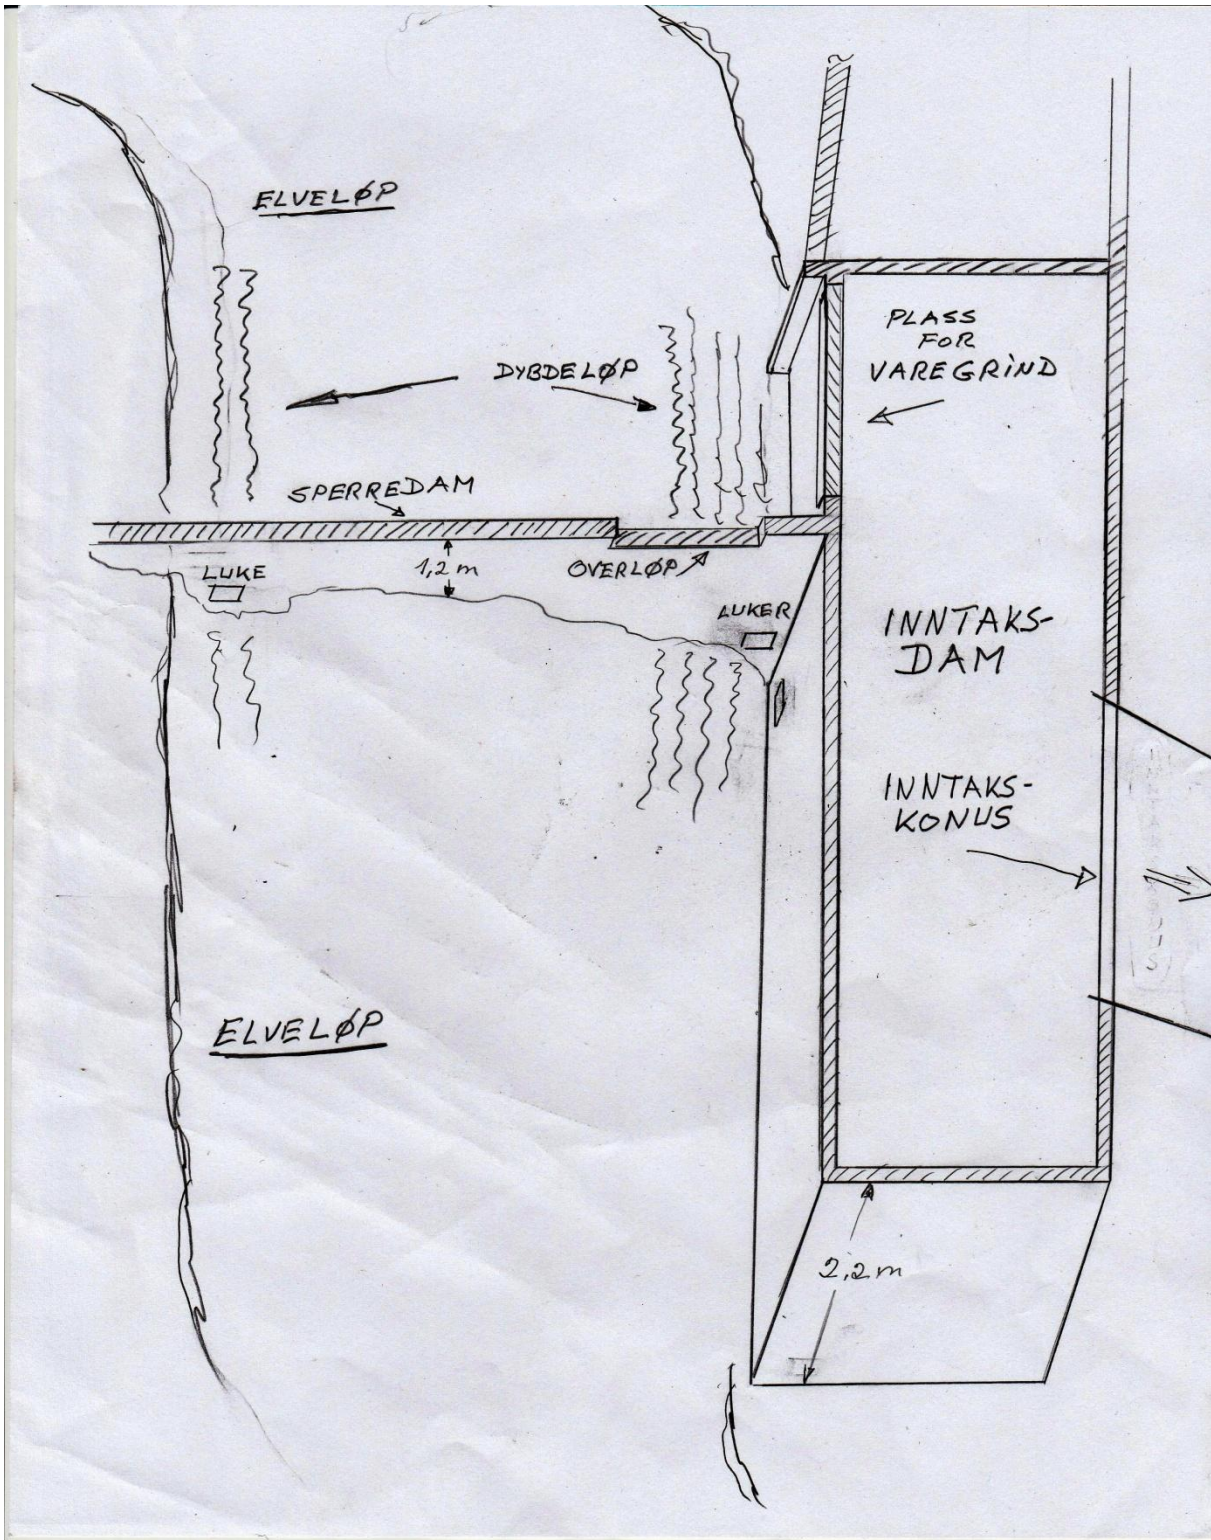 ELVELØP
PLASS
FOR
VAREGRIND
DYBDELØP
SPERREDAM
LUKE
1,2 m
OVERLØP
LUKER
INNTAKS-
DAM
INNTAKS-
KONUS
ELVELØP
2,2 m